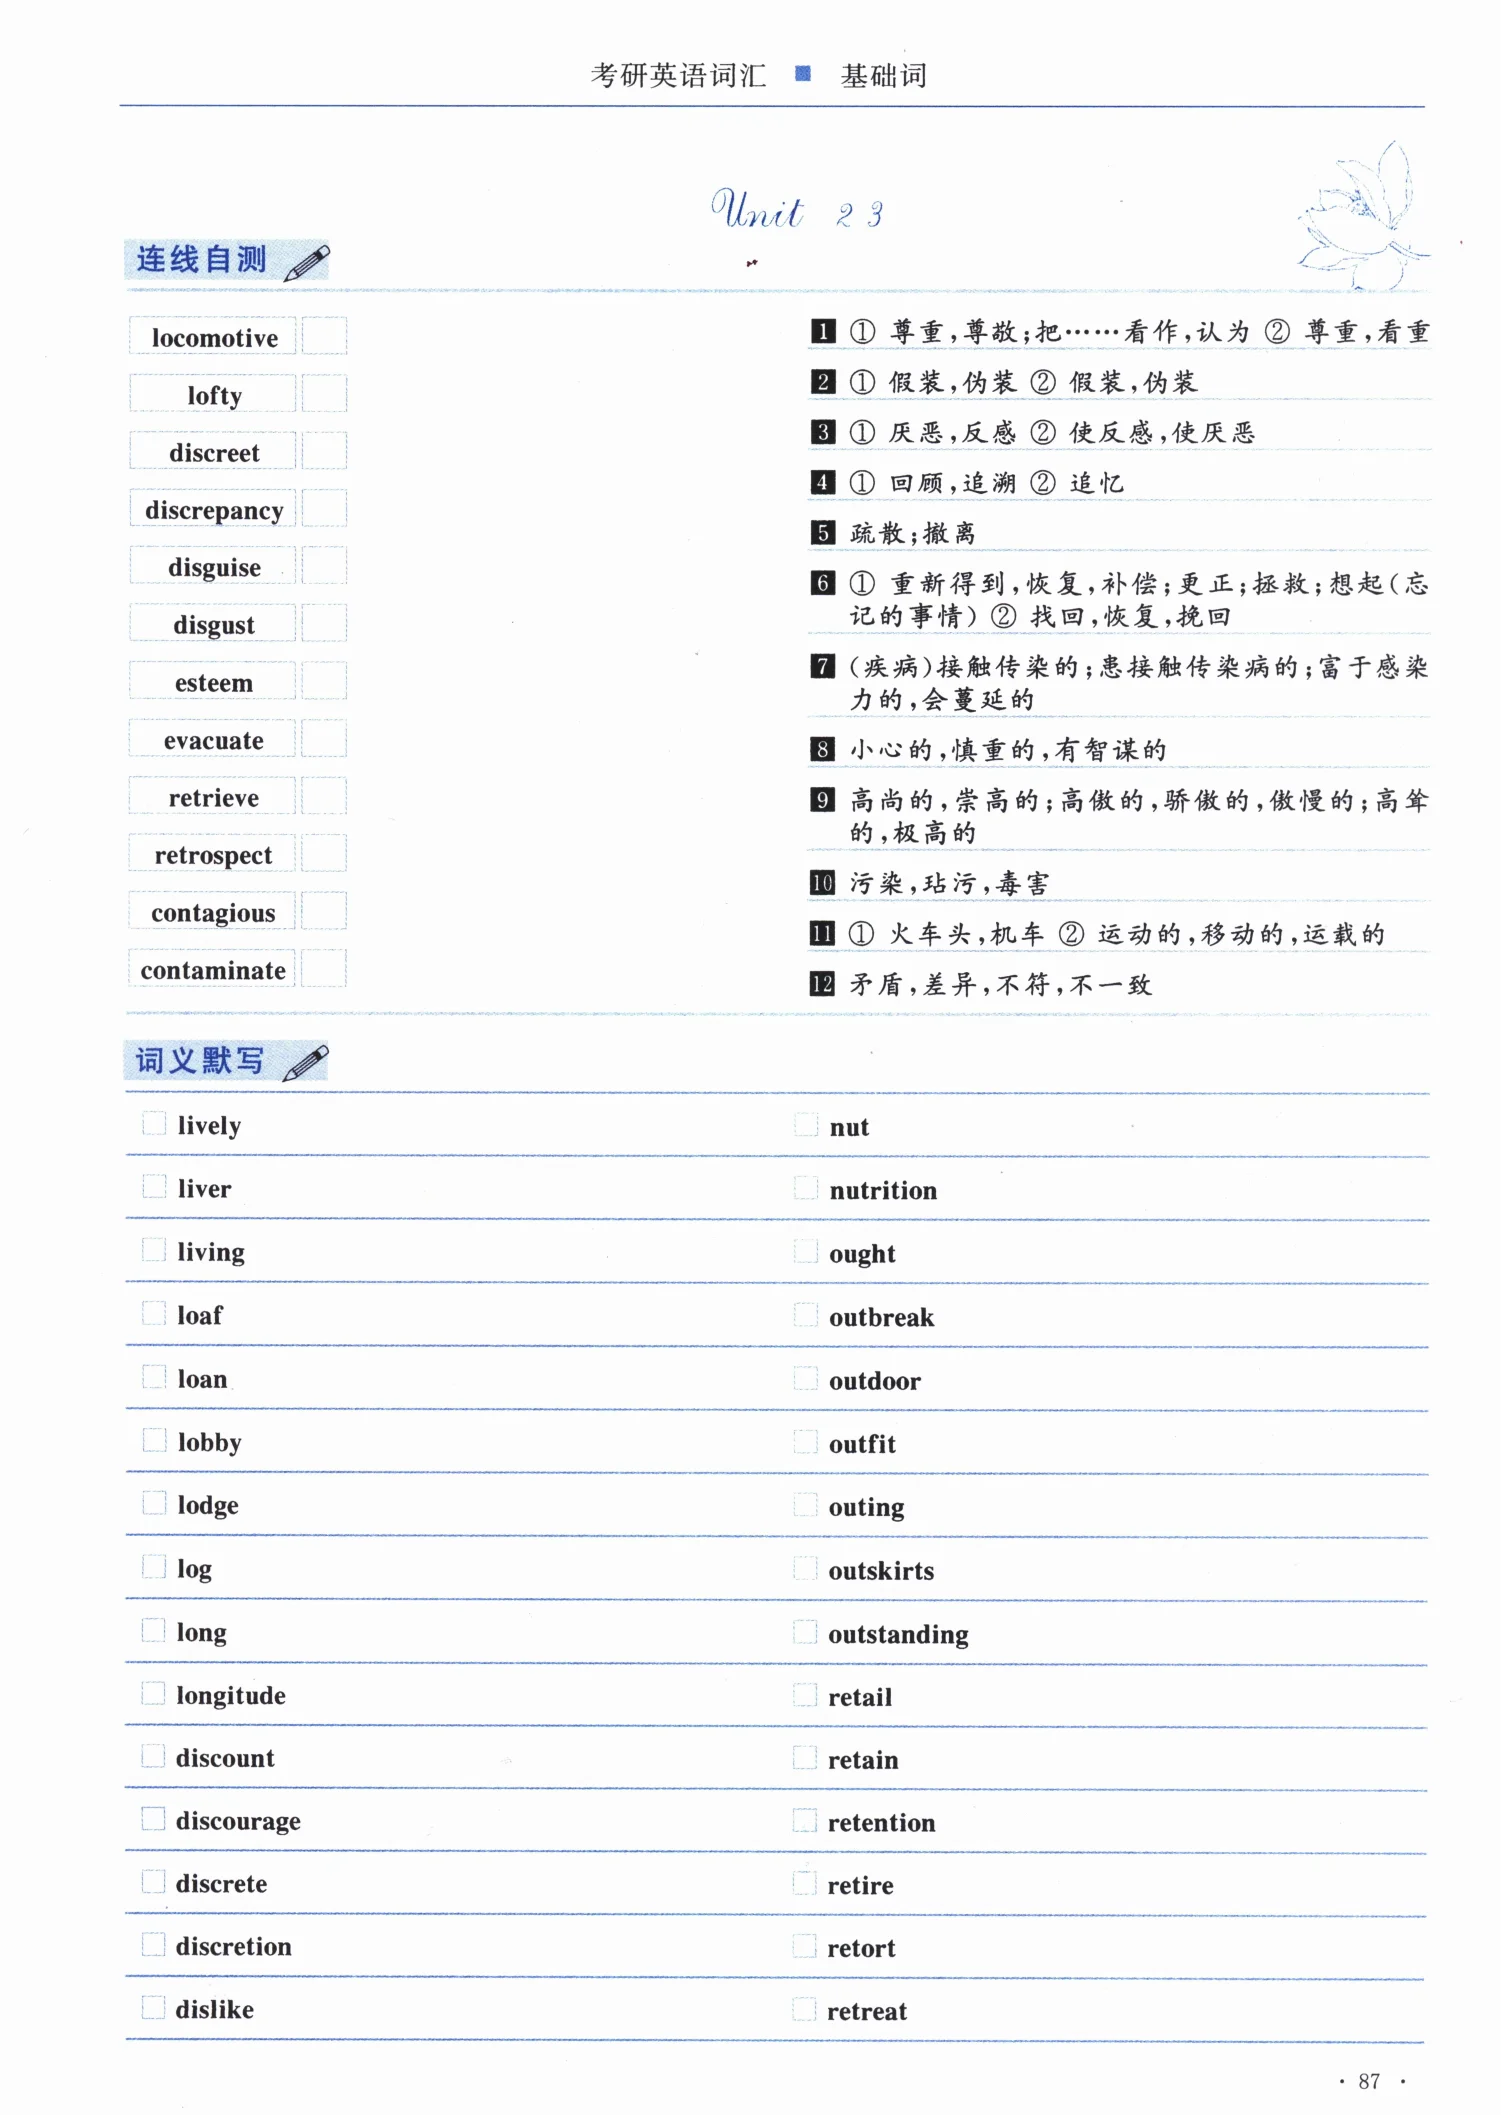 考研英语词汇 ■ 基础词
Unit 23
连线自测
locomotive
lofty
discreet
discrepancy
disguise
disgust
esteem
evacuate
retrieve
retrospect
contagious
contaminate
1 ① 尊重,尊敬;把……看作,认为 ② 尊重,看重
2 ① 假装,伪装 ② 假装,伪装
3 ① 厌恶,反感 ② 使反感,使厌恶
4 ① 回顾,追溯 ② 追忆
5 疏散;撤离
6 ① 重新得到,恢复,补偿;更正;拯救;想起(忘
记的事情) ② 找回,恢复,挽回
7 (疾病)接触传染的;患接触传染病的;富于感染
力的,会蔓延的
8 小心的,慎重的,有智谋的
9 高尚的,崇高的;高傲的,骄傲的,傲慢的;高耸
的,极高的
10 污染,玷污,毒害
11 ① 火车头,机车 ② 运动的,移动的,运载的
12 矛盾,差异,不符,不一致
词义默写
lively
liver
living
loaf
loan
lobby
lodge
log
long
longitude
discount
discourage
discrete
discretion
dislike
nut
nutrition
ought
outbreak
outdoor
outfit
outing
outskirts
outstanding
retail
retain
retention
retire
retort
retreat
· 87 ·